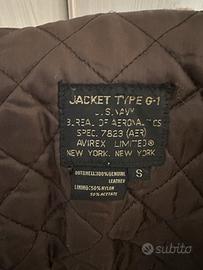 JACKET TYPE G-1
U.S. NAVY
BUREAU OF AERONAUTICS
SPEC. 7823 (AER)
AVIREX LIMITED®
NEW YORK, NEW YORK
OUTSHELL:100% GENUINE
LEATHER
LINING:50% NYLON
50% ACETATE
S
subito